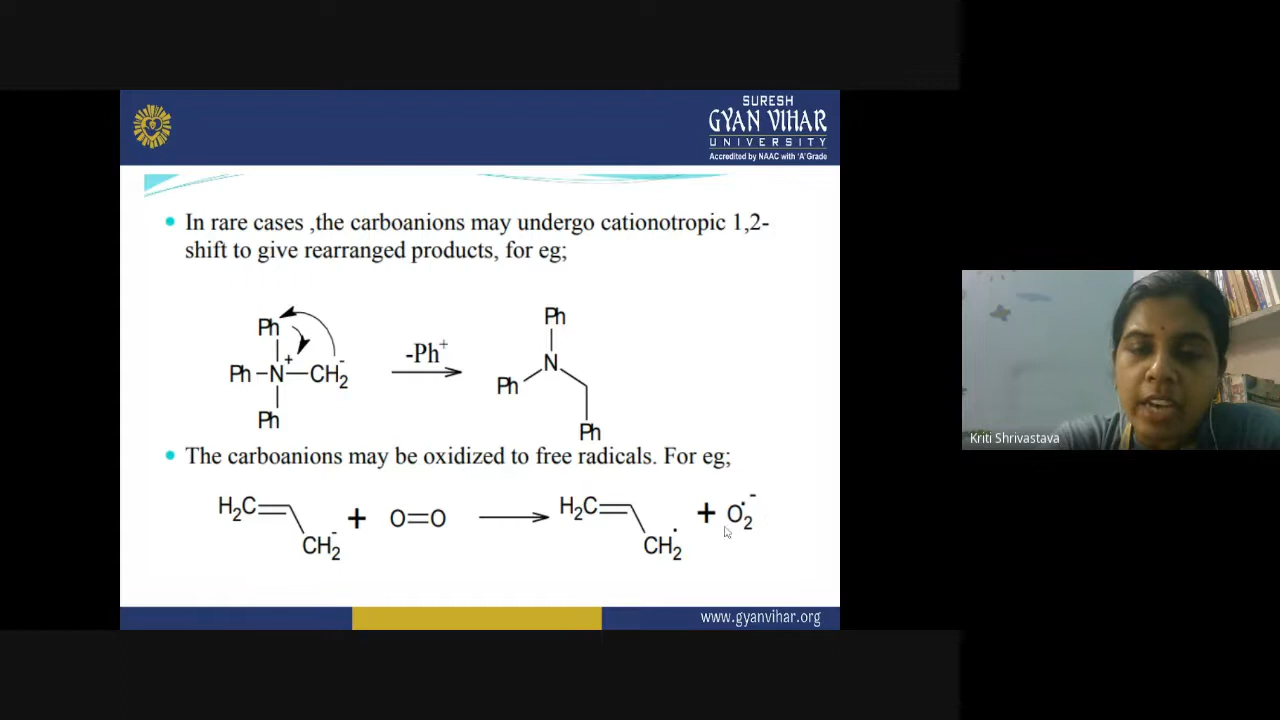 SURESH
GYAN VIHAR
UNIVERSITY
Accredited by NAAC with 'A' Grade
In rare cases ,the carboanions may undergo cationotropic 1,2-
shift to give rearranged products, for eg;
Ph
Ph–N⁺–CH₂⁻
Ph
-Ph⁺
Ph
N
Ph
Ph
The carboanions may be oxidized to free radicals. For eg;
H₂C=
CH₂⁻
+ O=O
H₂C=
CH₂·
+ O₂·⁻
www.gyanvihar.org
Kriti Shrivastava